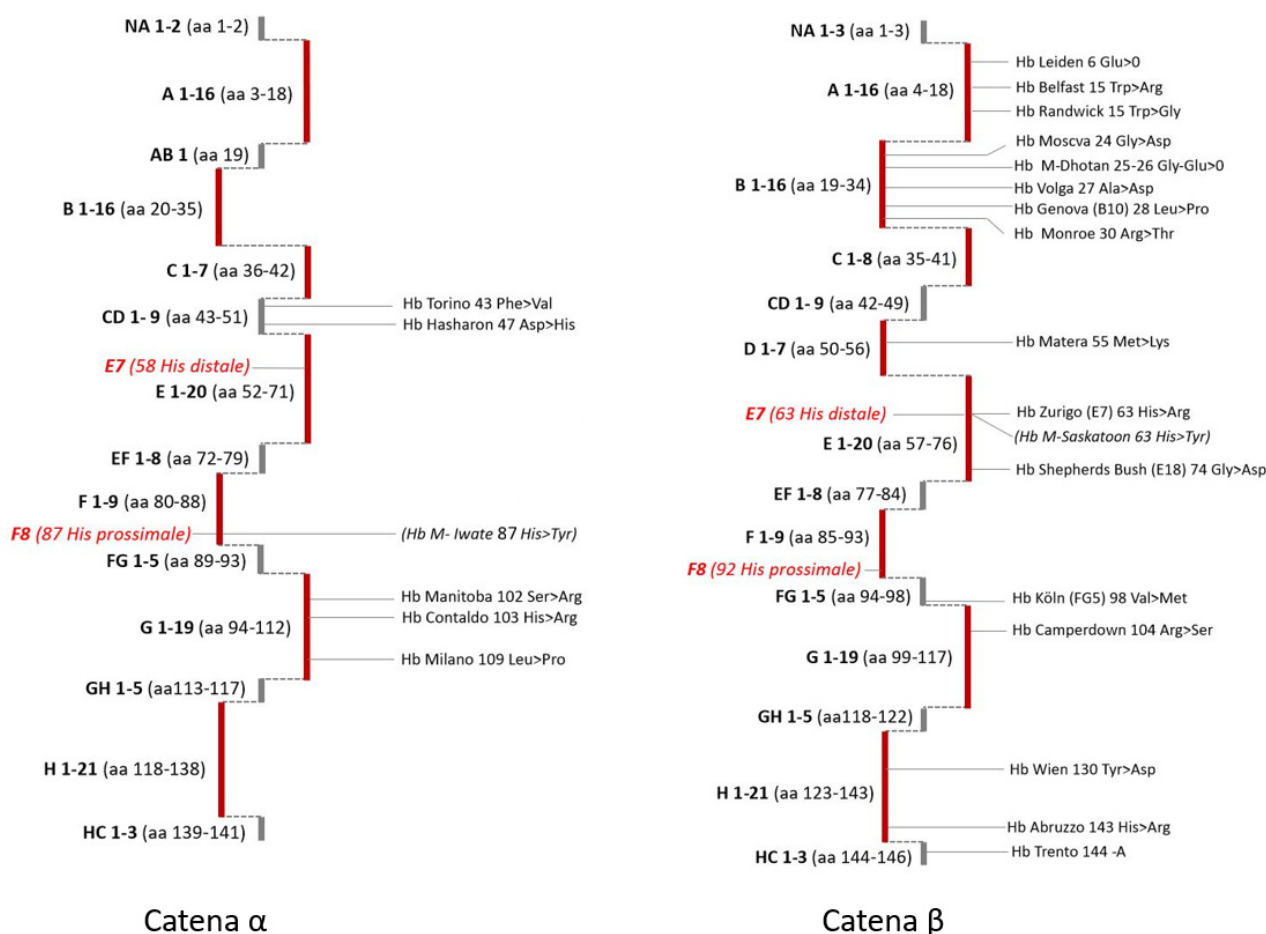 NA 1-2 (aa 1-2)
A 1-16 (aa 3-18)
AB 1 (aa 19)
B 1-16 (aa 20-35)
C 1-7 (aa 36-42)
CD 1- 9 (aa 43-51)
Hb Torino 43 Phe>Val
Hb Hasharon 47 Asp>His
E7 (58 His distale)
E 1-20 (aa 52-71)
EF 1-8 (aa 72-79)
F 1-9 (aa 80-88)
F8 (87 His prossimale)
(Hb M- Iwate 87 His>Tyr)
FG 1-5 (aa 89-93)
Hb Manitoba 102 Ser>Arg
Hb Contaldo 103 His>Arg
G 1-19 (aa 94-112)
Hb Milano 109 Leu>Pro
GH 1-5 (aa113-117)
H 1-21 (aa 118-138)
HC 1-3 (aa 139-141)
Catena α
NA 1-3 (aa 1-3)
Hb Leiden 6 Glu>0
A 1-16 (aa 4-18)
Hb Belfast 15 Trp>Arg
Hb Randwick 15 Trp>Gly
Hb Moscva 24 Gly>Asp
Hb M-Dhotan 25-26 Gly-Glu>0
B 1-16 (aa 19-34)
Hb Volga 27 Ala>Asp
Hb Genova (B10) 28 Leu>Pro
Hb Monroe 30 Arg>Thr
C 1-8 (aa 35-41)
CD 1- 9 (aa 42-49)
D 1-7 (aa 50-56)
Hb Matera 55 Met>Lys
E7 (63 His distale)
Hb Zurigo (E7) 63 His>Arg
(Hb M-Saskatoon 63 His>Tyr)
E 1-20 (aa 57-76)
Hb Shepherds Bush (E18) 74 Gly>Asp
EF 1-8 (aa 77-84)
F 1-9 (aa 85-93)
F8 (92 His prossimale)
FG 1-5 (aa 94-98)
Hb Köln (FG5) 98 Val>Met
Hb Camperdown 104 Arg>Ser
G 1-19 (aa 99-117)
GH 1-5 (aa118-122)
Hb Wien 130 Tyr>Asp
H 1-21 (aa 123-143)
Hb Abruzzo 143 His>Arg
HC 1-3 (aa 144-146)
Hb Trento 144 -A
Catena β